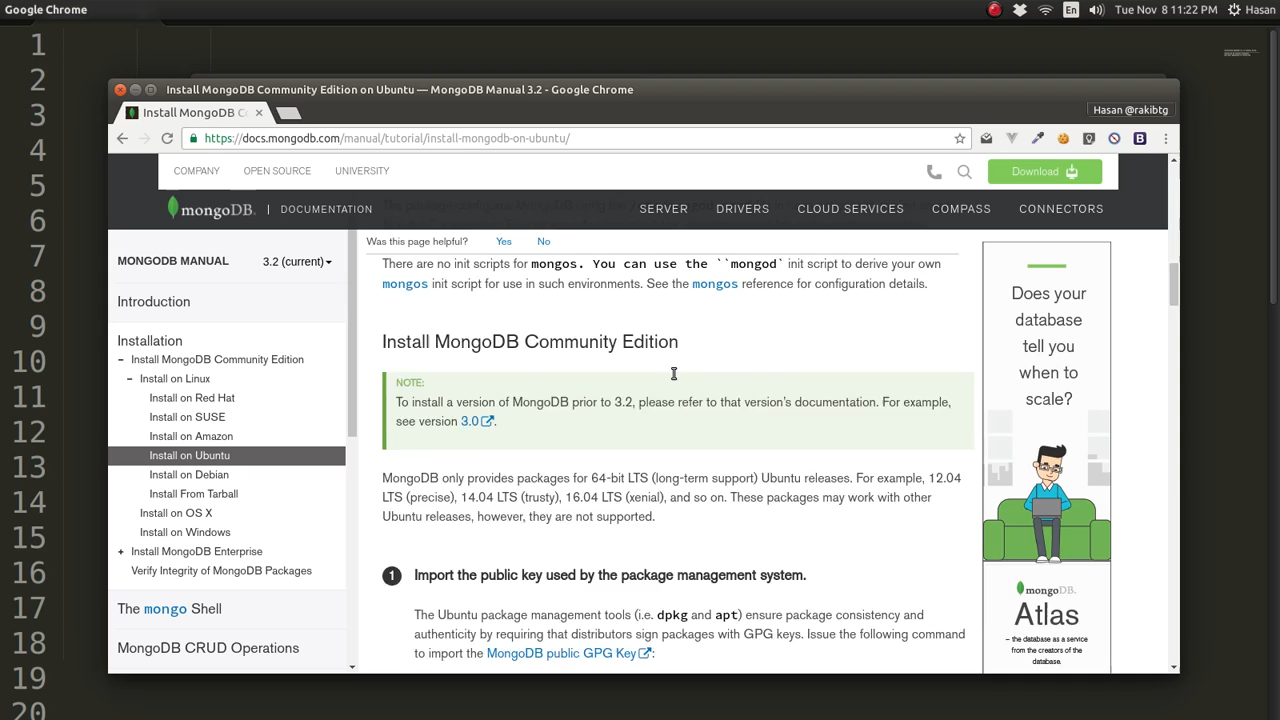 Google Chrome
En
Tue Nov 8 11:22 PM
Hasan
1
2
3
4
5
6
7
8
9
10
11
12
13
14
15
16
17
18
19
20
Install MongoDB Community Edition on Ubuntu — MongoDB Manual 3.2 - Google Chrome
Install MongoDB C
Hasan @rakibtg
https://docs.mongodb.com/manual/tutorial/install-mongodb-on-ubuntu/
COMPANY
OPEN SOURCE
UNIVERSITY
Download
mongoDB.
DOCUMENTATION
SERVER
DRIVERS
CLOUD SERVICES
COMPASS
CONNECTORS
MONGODB MANUAL
3.2 (current)
Introduction
Installation
Install MongoDB Community Edition
Install on Linux
Install on Red Hat
Install on SUSE
Install on Amazon
Install on Ubuntu
Install on Debian
Install From Tarball
Install on OS X
Install on Windows
Install MongoDB Enterprise
Verify Integrity of MongoDB Packages
The mongo Shell
MongoDB CRUD Operations
Was this page helpful? Yes No
There are no init scripts for mongos. You can use the ``mongod` init script to derive your own
mongos init script for use in such environments. See the mongos reference for configuration details.
Install MongoDB Community Edition
NOTE:
To install a version of MongoDB prior to 3.2, please refer to that version's documentation. For example,
see version 3.0.
MongoDB only provides packages for 64-bit LTS (long-term support) Ubuntu releases. For example, 12.04
LTS (precise), 14.04 LTS (trusty), 16.04 LTS (xenial), and so on. These packages may work with other
Ubuntu releases, however, they are not supported.
1 Import the public key used by the package management system.
The Ubuntu package management tools (i.e. dpkg and apt) ensure package consistency and
authenticity by requiring that distributors sign packages with GPG keys. Issue the following command
to import the MongoDB public GPG Key:
Does your
database
tell you
when to
scale?
mongoDB.
Atlas
– the database as a service
from the creators of the
database.